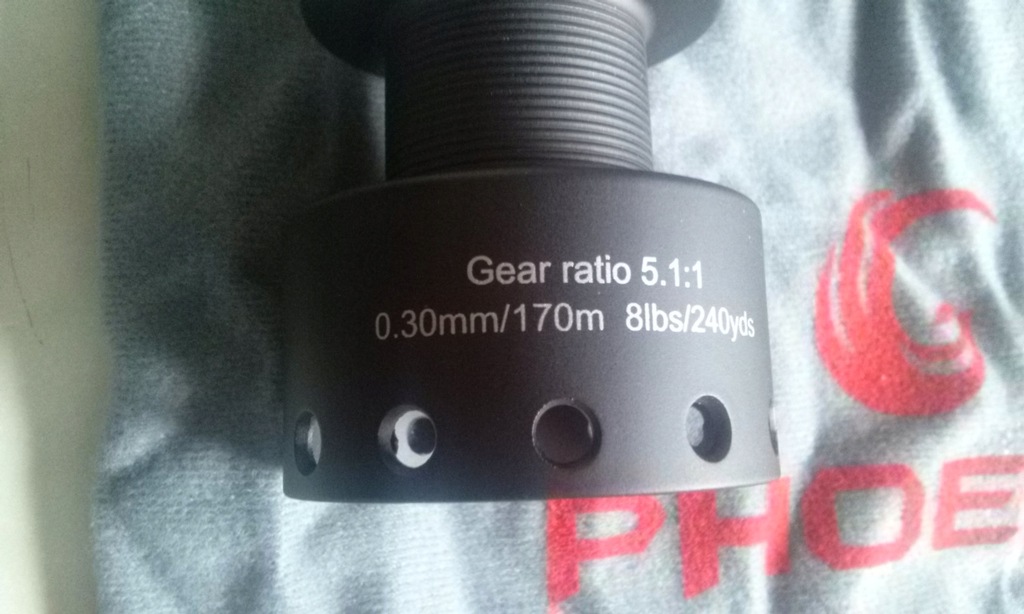 Gear ratio 5.1:1
0.30mm/170m 8lbs/240yds
PHOE